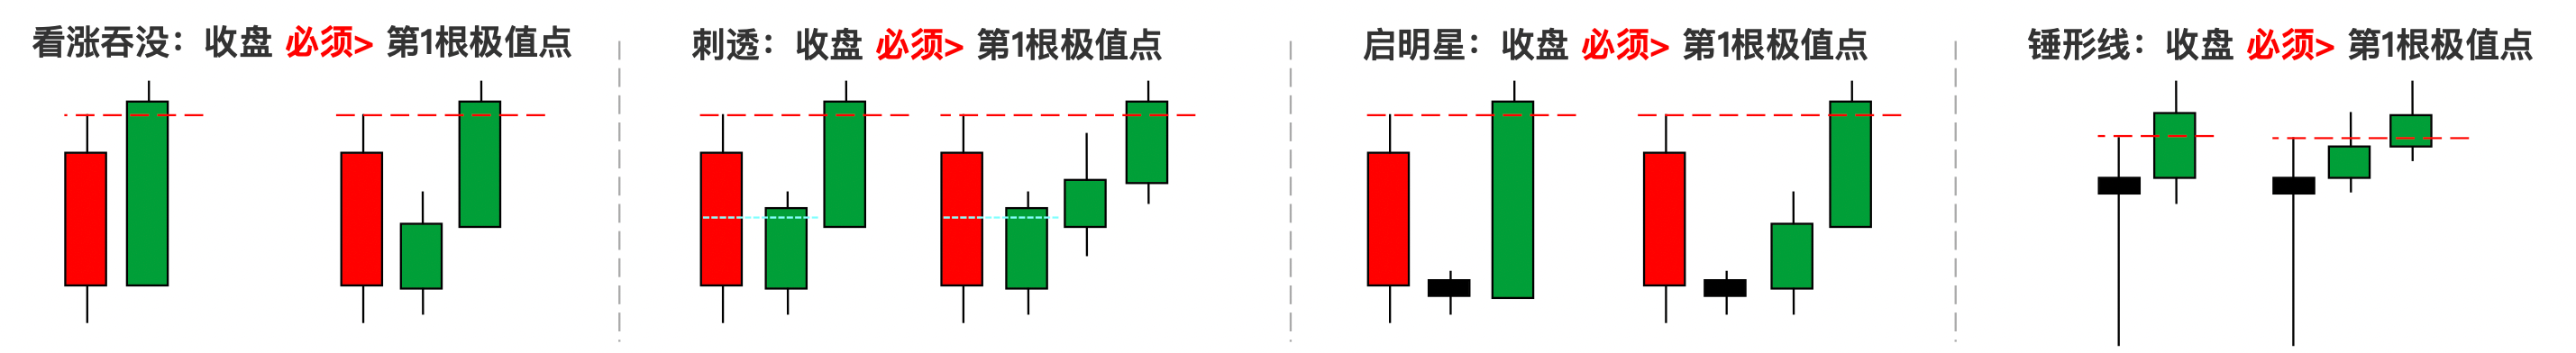 看涨吞没：收盘 必须> 第1根极值点
刺透：收盘 必须> 第1根极值点
启明星：收盘 必须> 第1根极值点
锤形线：收盘 必须> 第1根极值点